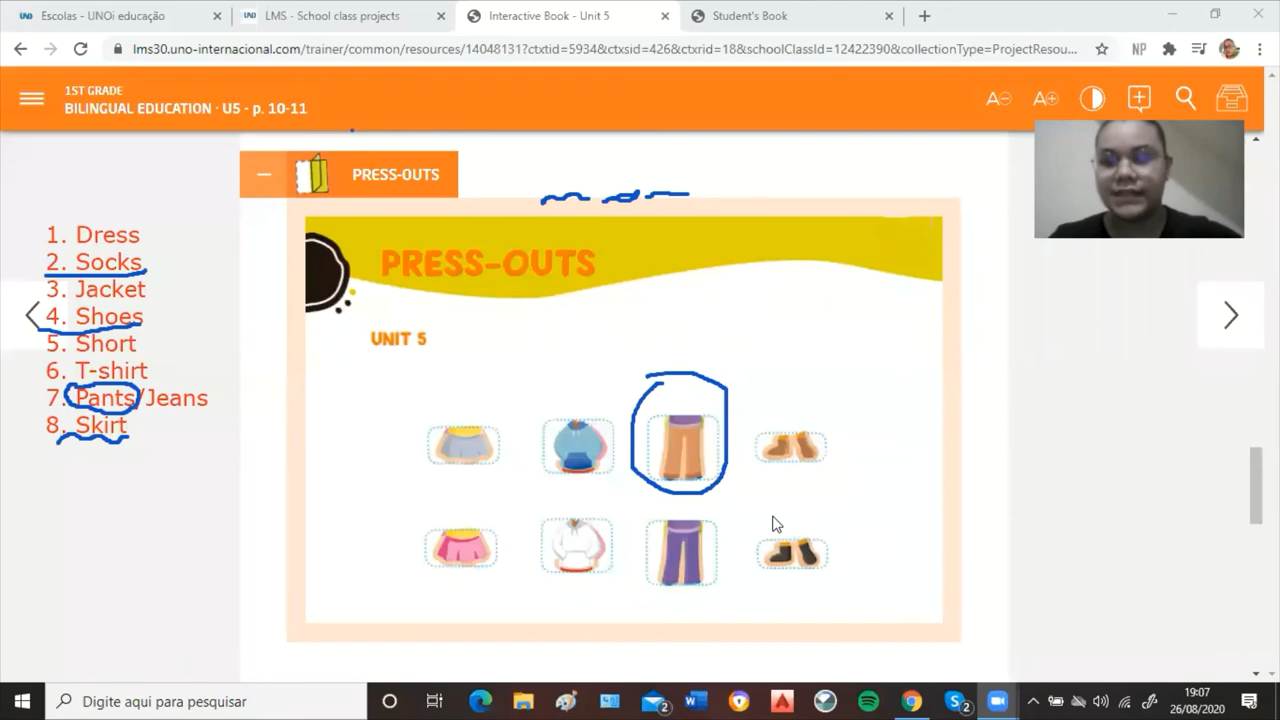 Escolas - UNOi educação
UNO LMS - School class projects
Interactive Book - Unit 5
Student's Book
lms30.uno-internacional.com/trainer/common/resources/14048131?ctxtid=5934&ctxsid=426&ctxrid=18&schoolClassId=12422390&collectionType=ProjectResou...
NP
1ST GRADE
BILINGUAL EDUCATION · U5 - p. 10-11
A A
PRESS-OUTS
1. Dress
2. Socks
3. Jacket
4. Shoes
5. Short
6. T-shirt
7. Pants/Jeans
8. Skirt
PRESS-OUTS
UNIT 5
Digite aqui para pesquisar
2
2
19:07
26/08/2020